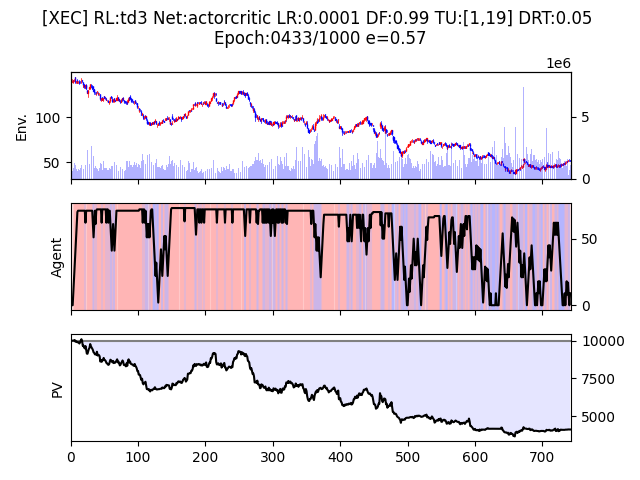 [XEC] RL:td3 Net:actorcritic LR:0.0001 DF:0.99 TU:[1,19] DRT:0.05
Epoch:0433/1000 e=0.57
1e6
Env.
100
50
5
0
Agent
50
0
PV
10000
7500
5000
0 100 200 300 400 500 600 700